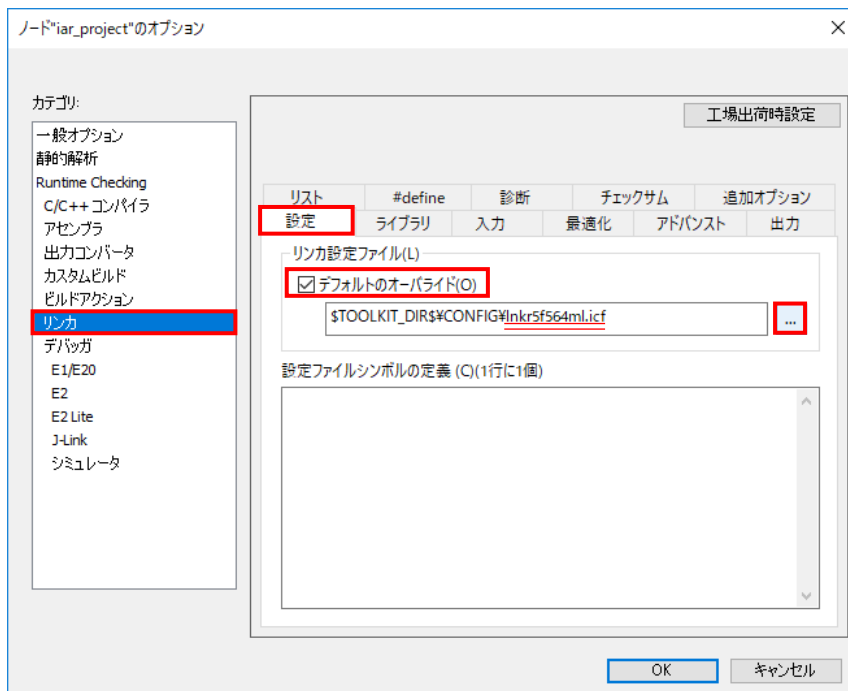 ノード"iar_project"のオプション
カテゴリ:
一般オプション
静的解析
Runtime Checking
C/C++ コンパイラ
アセンブラ
出力コンバータ
カスタムビルド
ビルドアクション
リンカ
デバッガ
E1/E20
E2
E2 Lite
J-Link
シミュレータ
工場出荷時設定
リスト #define 診断 チェックサム 追加オプション
設定 ライブラリ 入力 最適化 アドバンスト 出力
リンカ設定ファイル(L)
デフォルトのオーバライド(O)
$TOOLKIT_DIR$¥CONFIG¥lnkr5f564ml.icf ...
設定ファイルシンボルの定義 (C)(1行に1個)
OK キャンセル